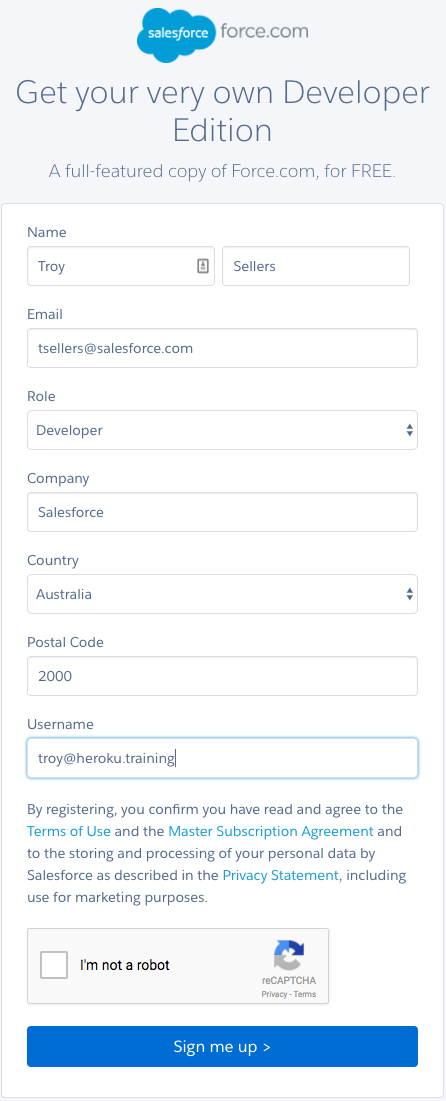 salesforce force.com
Get your very own Developer
Edition
A full-featured copy of Force.com, for FREE.
Name
Troy Sellers
Email
tsellers@salesforce.com
Role
Developer
Company
Salesforce
Country
Australia
Postal Code
2000
Username
troy@heroku.training
By registering, you confirm you have read and agree to the
Terms of Use and the Master Subscription Agreement and
to the storing and processing of your personal data by
Salesforce as described in the Privacy Statement, including
use for marketing purposes.
I'm not a robot
reCAPTCHA
Privacy - Terms
Sign me up >